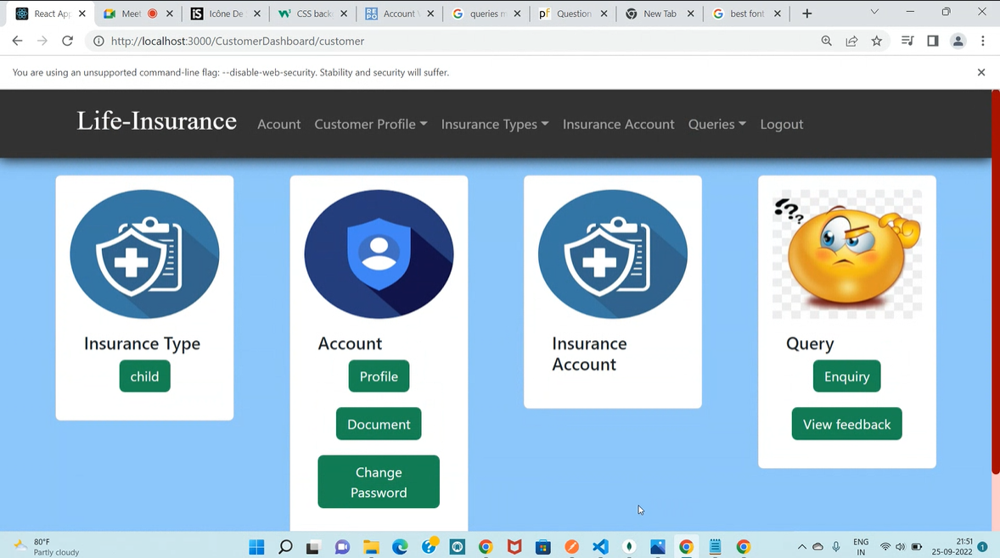 React Ap
Meet
Icône De
CSS back
Account V
queries m
Question
New Tab
best font
http://localhost:3000/CustomerDashboard/customer
You are using an unsupported command-line flag: --disable-web-security. Stability and security will suffer.
Life-Insurance
Acount
Customer Profile
Insurance Types
Insurance Account
Queries
Logout
Insurance Type
child
Account
Profile
Document
Change
Password
Insurance
Account
???
Query
Enquiry
View feedback
80°F
Partly cloudy
ENG
IN
21:51
25-09-2022
1